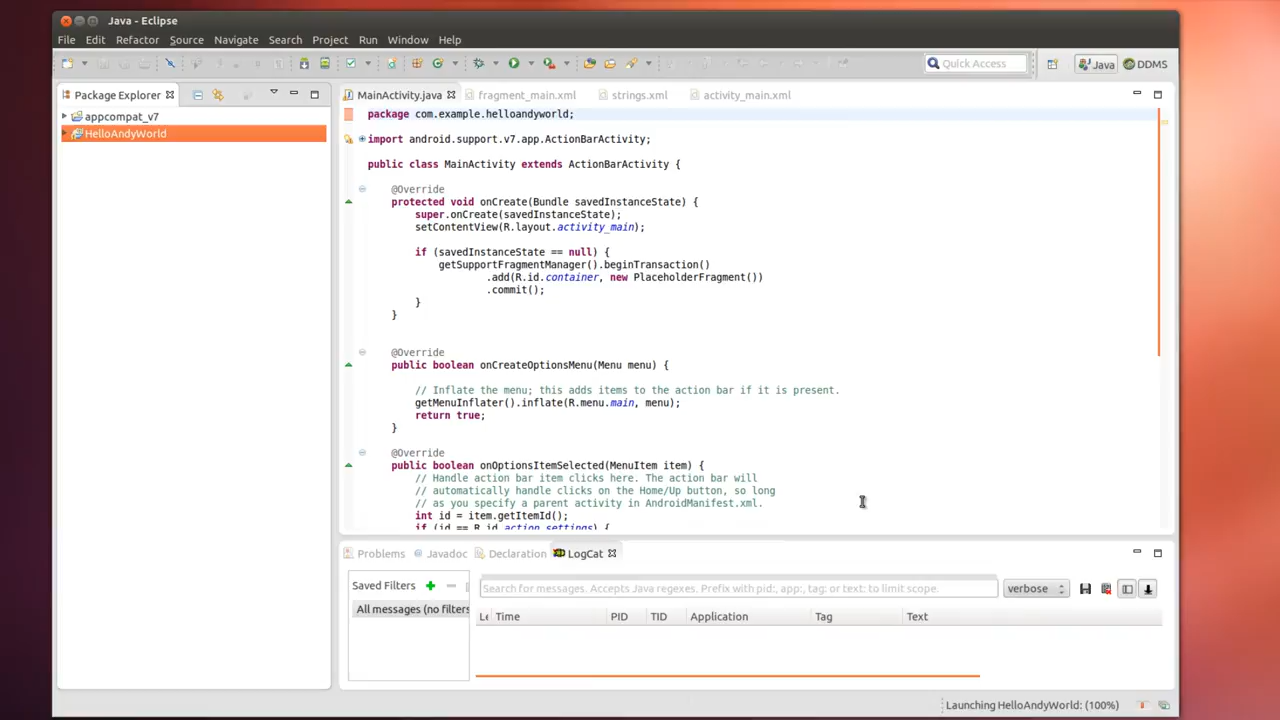 Java - Eclipse
File Edit Refactor Source Navigate Search Project Run Window Help
Quick Access Java DDMS
Package Explorer
appcompat_v7
HelloAndyWorld
MainActivity.java fragment_main.xml strings.xml activity_main.xml
package com.example.helloandyworld;
import android.support.v7.app.ActionBarActivity;
public class MainActivity extends ActionBarActivity {
@Override
protected void onCreate(Bundle savedInstanceState) {
super.onCreate(savedInstanceState);
setContentView(R.layout.activity_main);
if (savedInstanceState == null) {
getSupportFragmentManager().beginTransaction()
.add(R.id.container, new PlaceholderFragment())
.commit();
}
}
@Override
public boolean onCreateOptionsMenu(Menu menu) {
// Inflate the menu; this adds items to the action bar if it is present.
getMenuInflater().inflate(R.menu.main, menu);
return true;
}
@Override
public boolean onOptionsItemSelected(MenuItem item) {
// Handle action bar item clicks here. The action bar will
// automatically handle clicks on the Home/Up button, so long
// as you specify a parent activity in AndroidManifest.xml.
int id = item.getItemId();
if (id == R.id.action_settings) {
Problems Javadoc Declaration LogCat
Saved Filters
All messages (no filters
Search for messages. Accepts Java regexes. Prefix with pid:, app:, tag: or text: to limit scope.
verbose
Le Time PID TID Application Tag Text
Launching HelloAndyWorld: (100%)